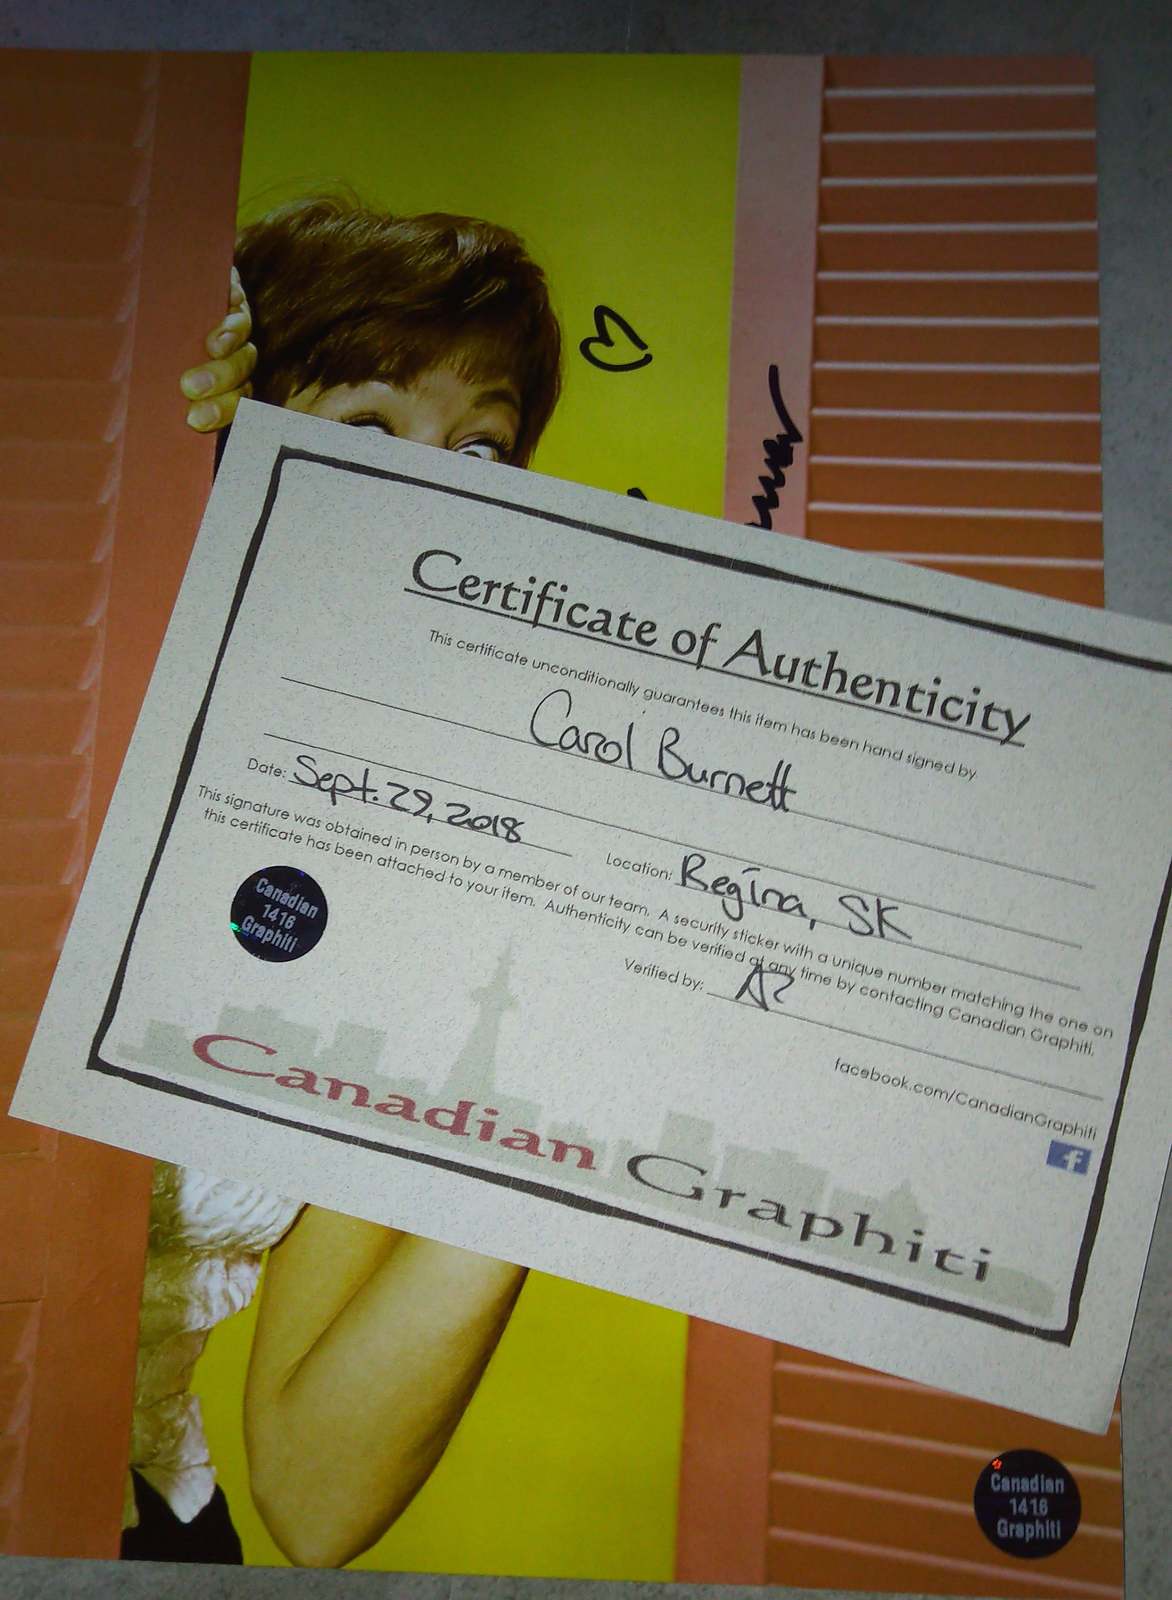 Certificate of Authenticity
This certificate unconditionally guarantees this item has been hand signed by
Carol Burnett
Date: Sept. 29, 2018 Location: Regina, SK
This signature was obtained in person by a member of our team. A security sticker with a unique number matching the one on
this certificate has been attached to your item. Authenticity can be verified at any time by contacting Canadian Graphiti.
Canadian
1416
Graphiti
Verified by:
facebook.com/CanadianGraphiti
f
Canadian Graphiti
Canadian
1416
Graphiti